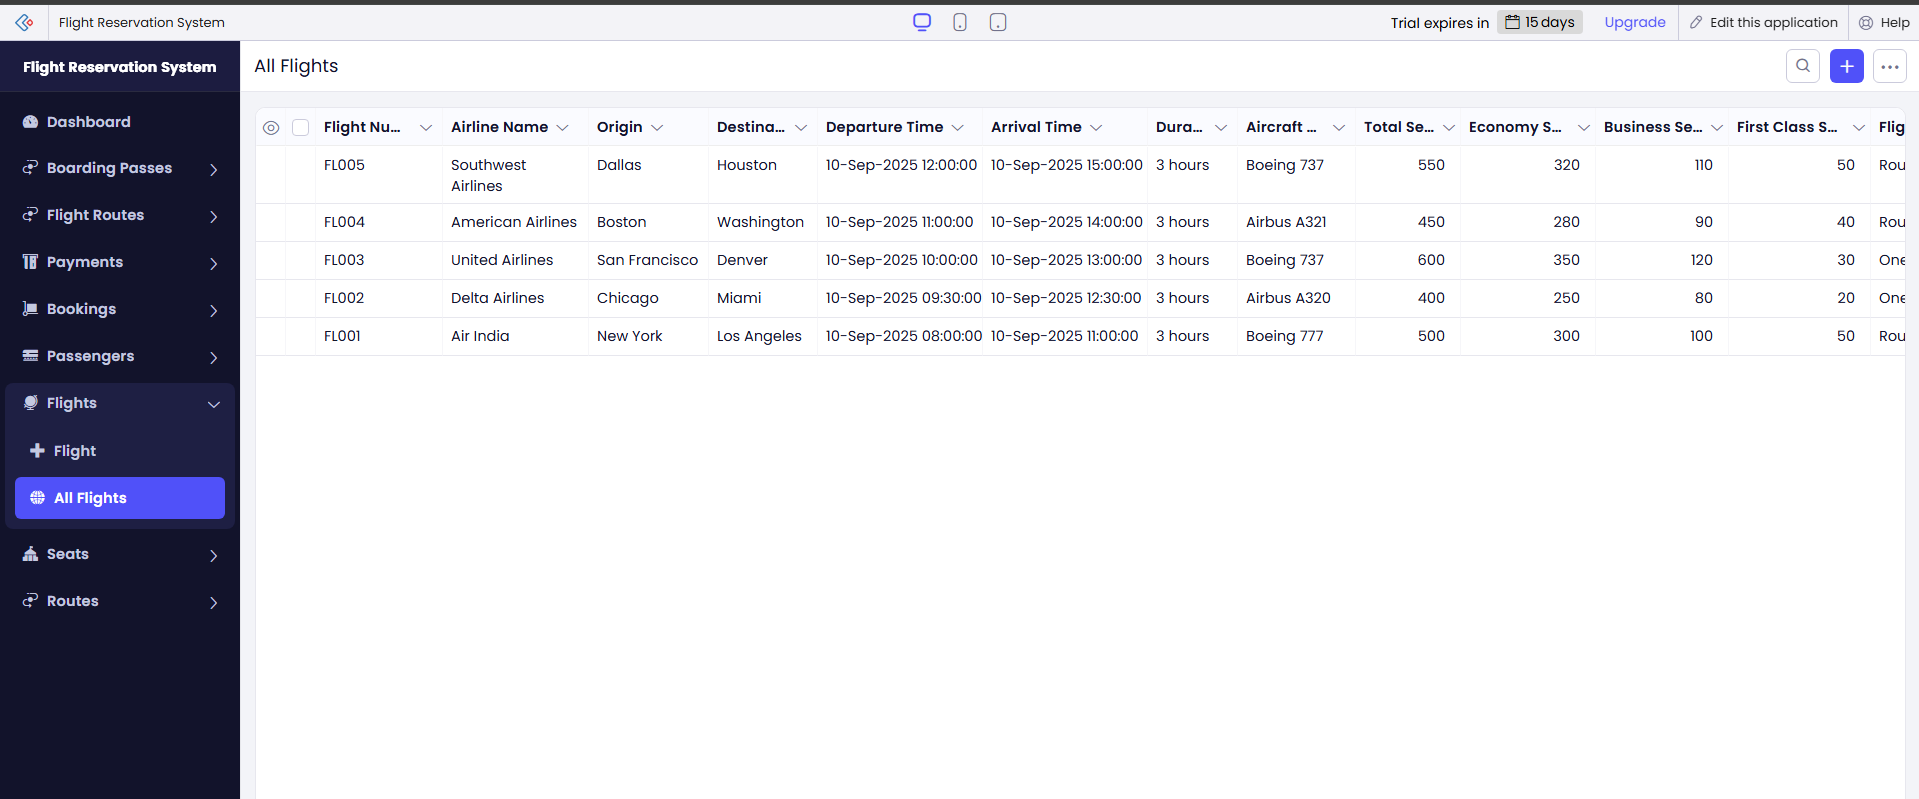 Flight Reservation System
Trial expires in 15 days Upgrade Edit this application Help
Flight Reservation System
Dashboard
Boarding Passes
Flight Routes
Payments
Bookings
Passengers
Flights
Flight
All Flights
Seats
Routes
All Flights
Flight Nu... Airline Name Origin Destina... Departure Time Arrival Time Dura... Aircraft ... Total Se... Economy S... Business Se... First Class S... Flig
FL005 Southwest Airlines Dallas Houston 10-Sep-2025 12:00:00 10-Sep-2025 15:00:00 3 hours Boeing 737 550 320 110 50 Rou
FL004 American Airlines Boston Washington 10-Sep-2025 11:00:00 10-Sep-2025 14:00:00 3 hours Airbus A321 450 280 90 40 Rou
FL003 United Airlines San Francisco Denver 10-Sep-2025 10:00:00 10-Sep-2025 13:00:00 3 hours Boeing 737 600 350 120 30 One
FL002 Delta Airlines Chicago Miami 10-Sep-2025 09:30:00 10-Sep-2025 12:30:00 3 hours Airbus A320 400 250 80 20 One
FL001 Air India New York Los Angeles 10-Sep-2025 08:00:00 10-Sep-2025 11:00:00 3 hours Boeing 777 500 300 100 50 Rou